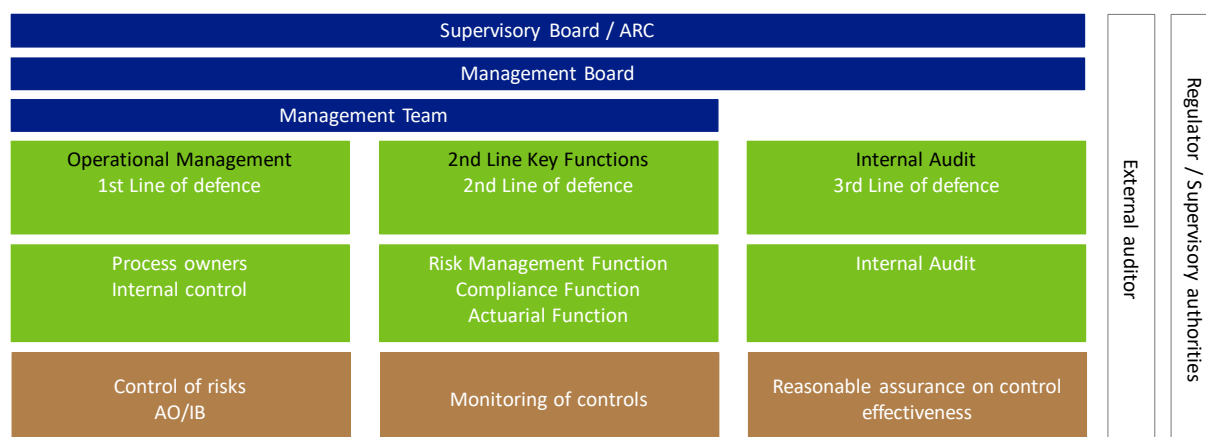 Supervisory Board / ARC
Management Board
Management Team
Operational Management
1st Line of defence
2nd Line Key Functions
2nd Line of defence
Internal Audit
3rd Line of defence
Process owners
Internal control
Risk Management Function
Compliance Function
Actuarial Function
Internal Audit
Control of risks
AO/IB
Monitoring of controls
Reasonable assurance on control
effectiveness
External auditor
Regulator / Supervisory authorities